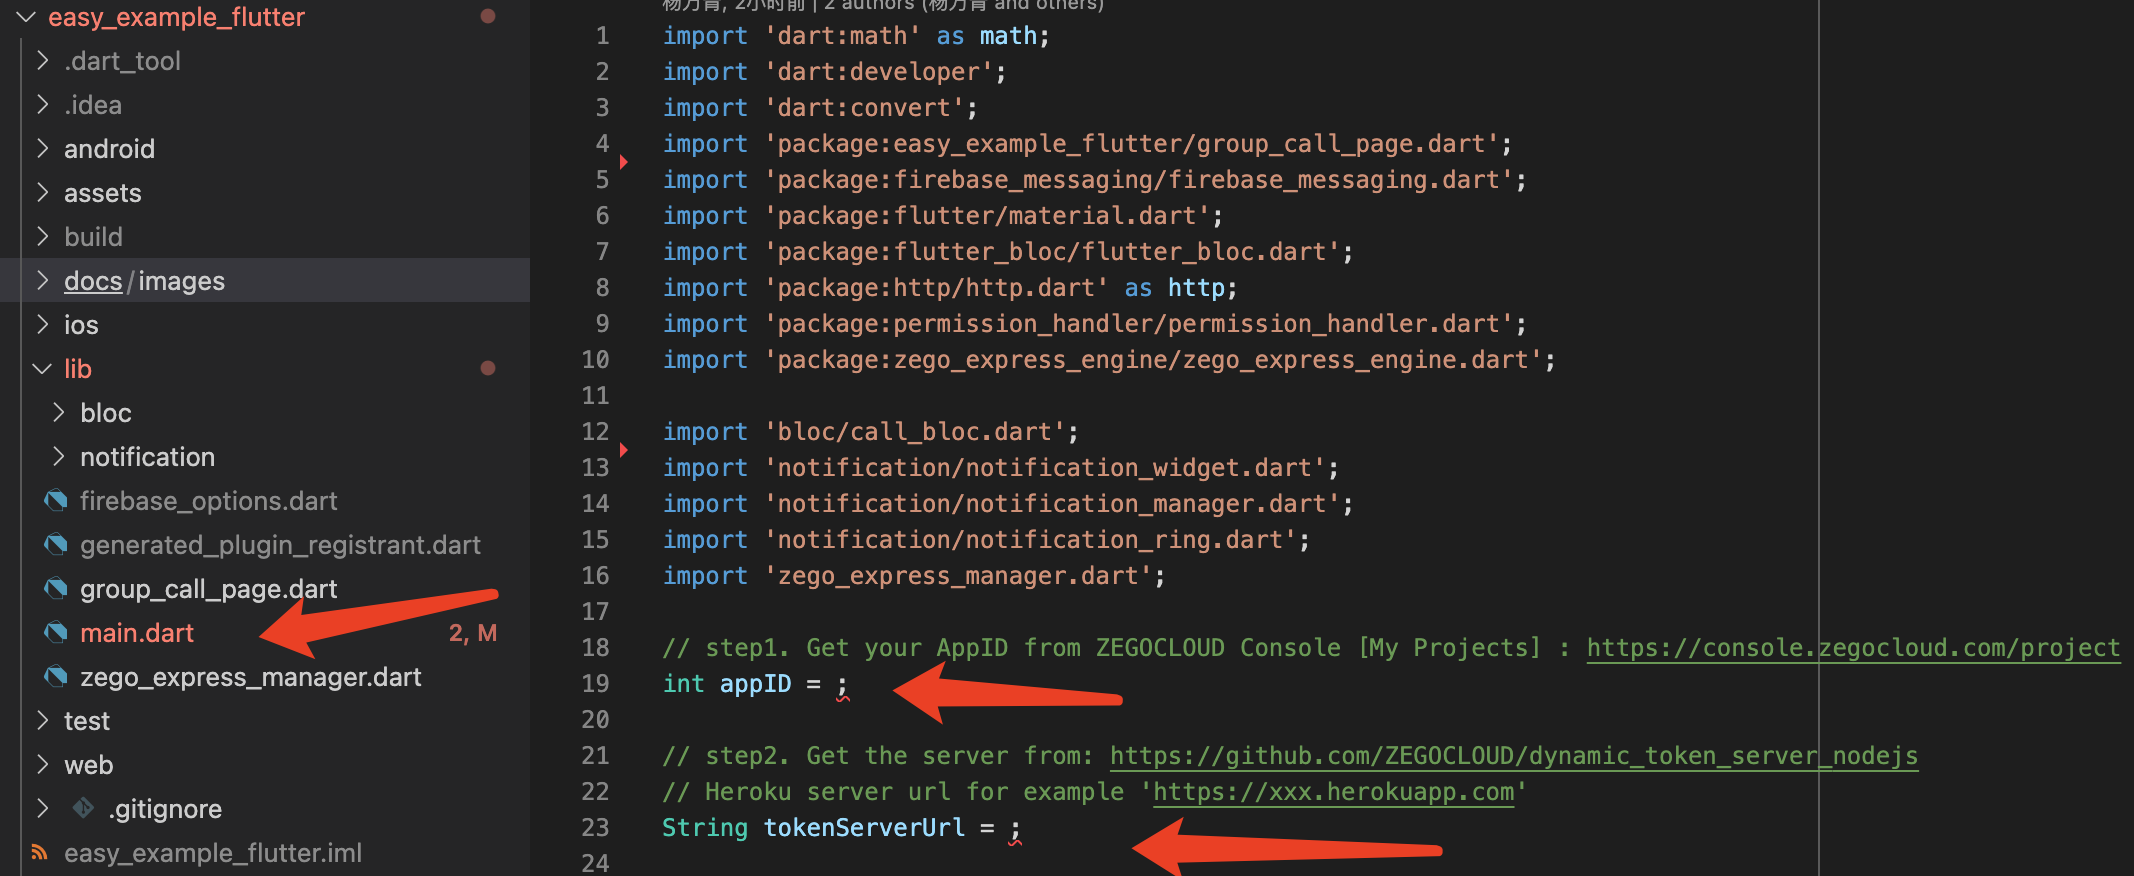 easy_example_flutter
.dart_tool
.idea
android
assets
build
docs/images
ios
lib
bloc
notification
firebase_options.dart
generated_plugin_registrant.dart
group_call_page.dart
main.dart 2, M
zego_express_manager.dart
test
web
.gitignore
easy_example_flutter.iml
杨万青, 2小时前 | 2 authors (杨万青 and others)
1 import 'dart:math' as math;
2 import 'dart:developer';
3 import 'dart:convert';
4 import 'package:easy_example_flutter/group_call_page.dart';
5 import 'package:firebase_messaging/firebase_messaging.dart';
6 import 'package:flutter/material.dart';
7 import 'package:flutter_bloc/flutter_bloc.dart';
8 import 'package:http/http.dart' as http;
9 import 'package:permission_handler/permission_handler.dart';
10 import 'package:zego_express_engine/zego_express_engine.dart';
11
12 import 'bloc/call_bloc.dart';
13 import 'notification/notification_widget.dart';
14 import 'notification/notification_manager.dart';
15 import 'notification/notification_ring.dart';
16 import 'zego_express_manager.dart';
17
18 // step1. Get your AppID from ZEGOCLOUD Console [My Projects] : https://console.zegocloud.com/project
19 int appID = ;
20
21 // step2. Get the server from: https://github.com/ZEGOCLOUD/dynamic_token_server_nodejs
22 // Heroku server url for example 'https://xxx.herokuapp.com'
23 String tokenServerUrl = ;
24